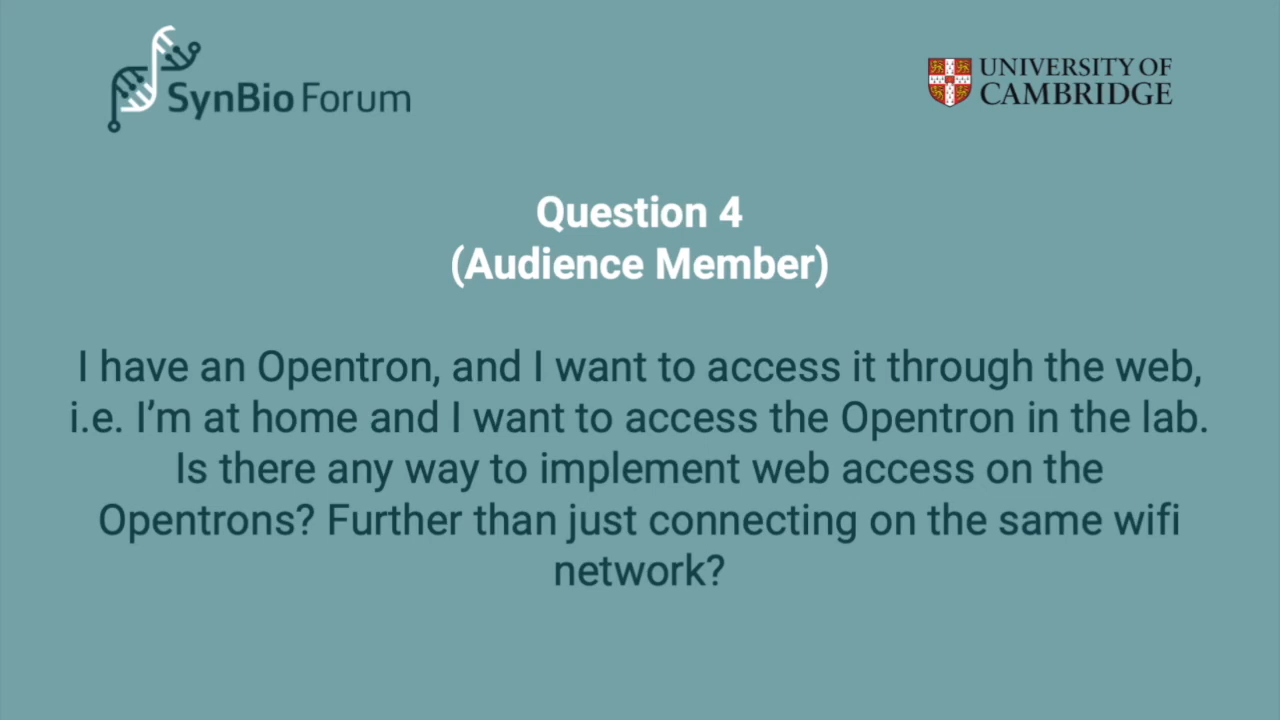 SynBio Forum
UNIVERSITY OF
CAMBRIDGE
Question 4
(Audience Member)
I have an Opentron, and I want to access it through the web,
i.e. I’m at home and I want to access the Opentron in the lab.
Is there any way to implement web access on the
Opentrons? Further than just connecting on the same wifi
network?